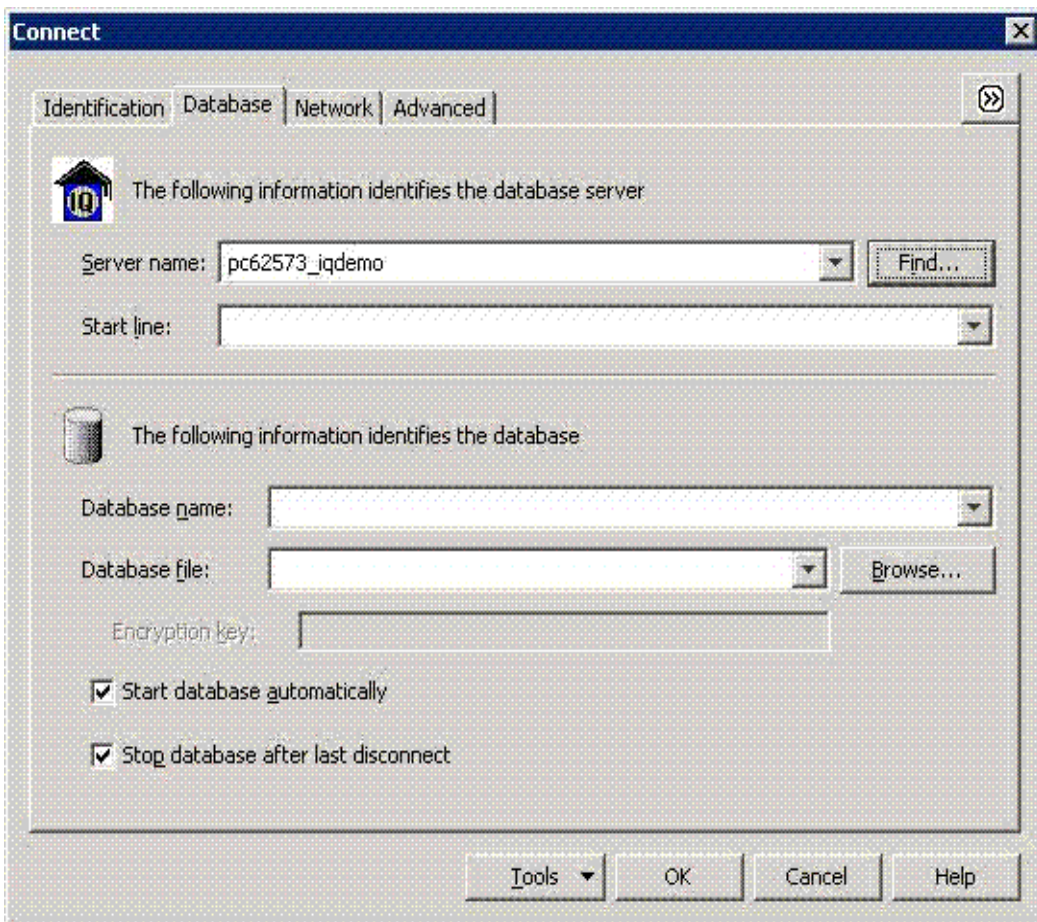 Connect
Identification Database Network Advanced
IQ
The following information identifies the database server
Server name: pc62573_iqdemo Find...
Start line:
The following information identifies the database
Database name:
Database file: Browse...
Encryption key:
Start database automatically
Stop database after last disconnect
Tools OK Cancel Help